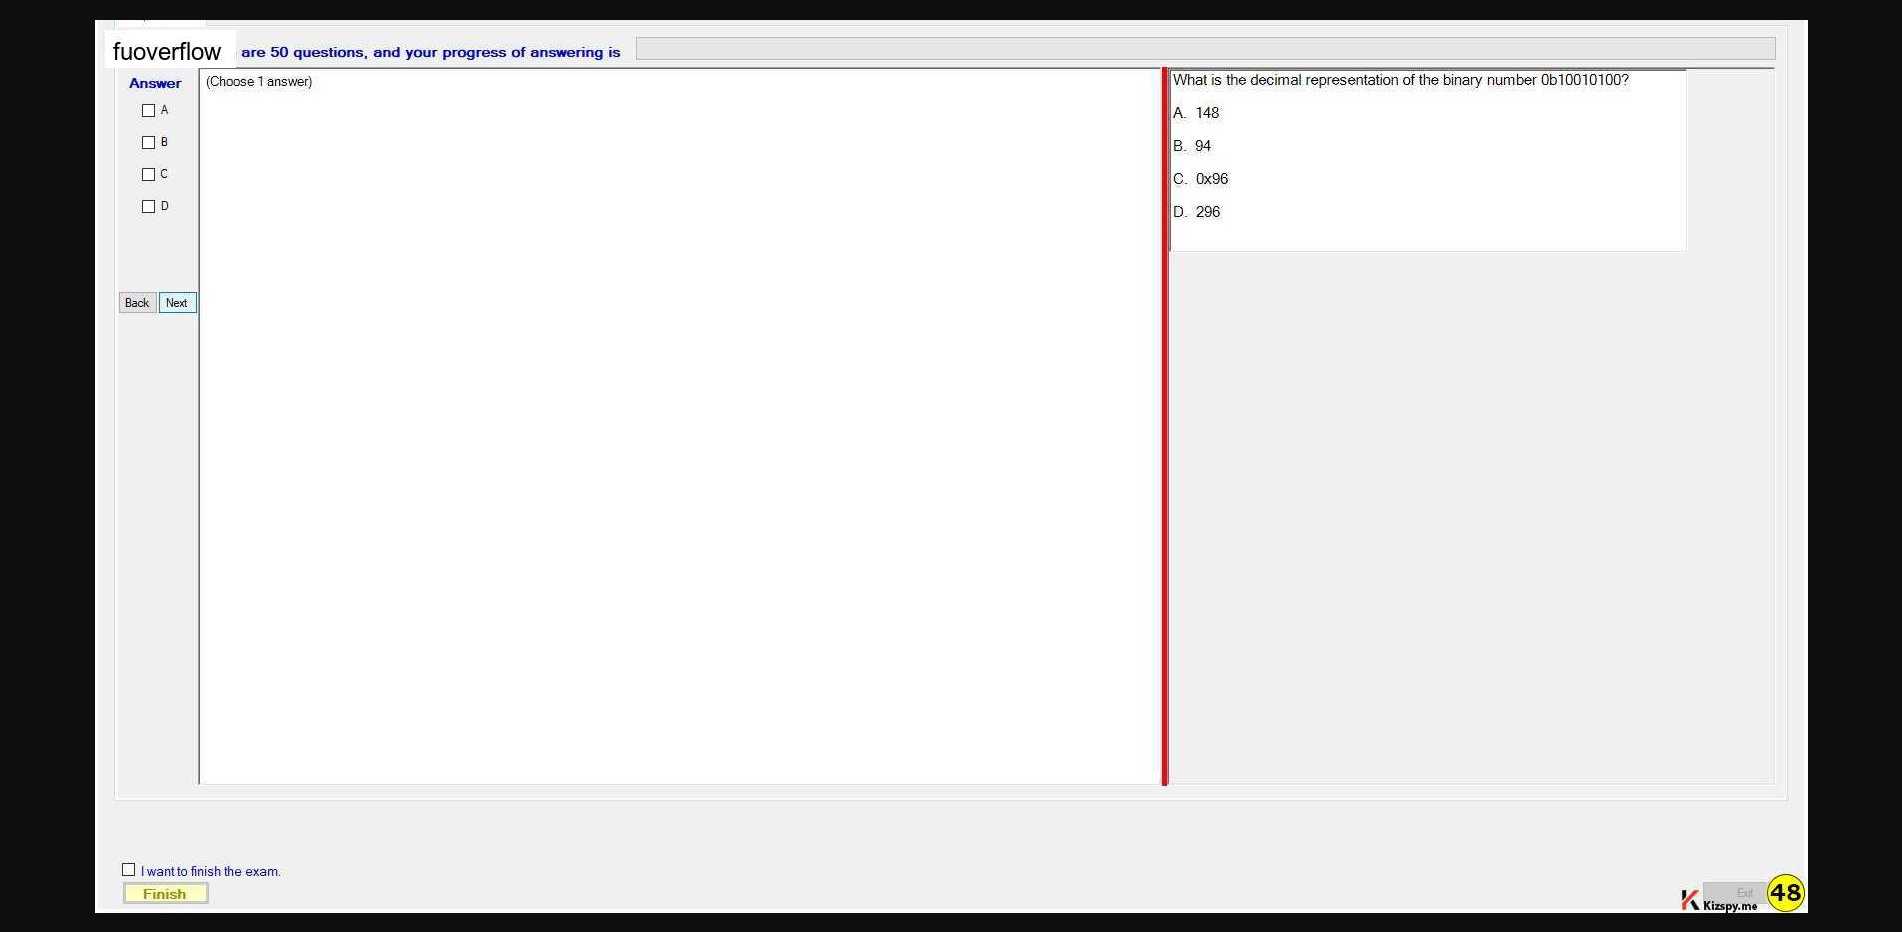 fuoverflow are 50 questions, and your progress of answering is
Answer
(Choose 1 answer)
A
B
C
D
Back Next
What is the decimal representation of the binary number 0b10010100?
A. 148
B. 94
C. 0x96
D. 296
I want to finish the exam.
Finish
Exit
Kizspy.me
48